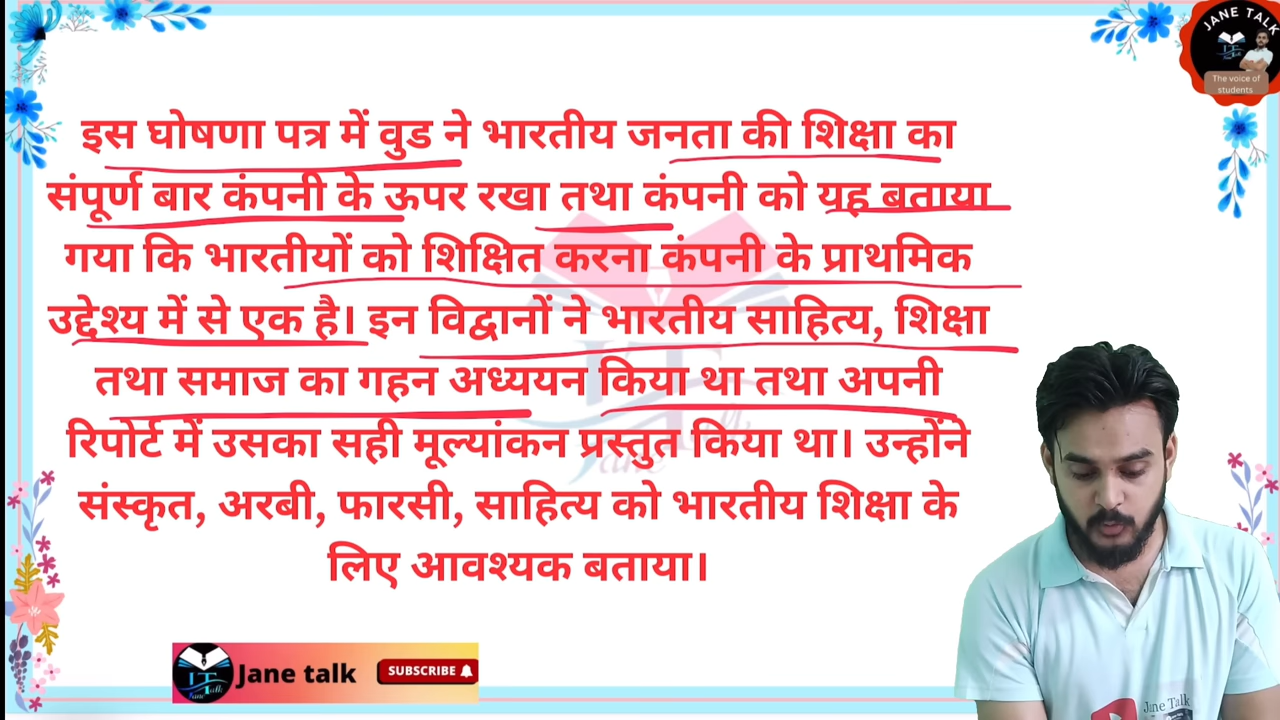 JANE TALK
The voice of
students
इस घोषणा पत्र में वुड ने भारतीय जनता की शिक्षा का
संपूर्ण बार कंपनी के ऊपर रखा तथा कंपनी को यह बताया
गया कि भारतीयों को शिक्षित करना कंपनी के प्राथमिक
उद्देश्य में से एक है। इन विद्वानों ने भारतीय साहित्य, शिक्षा
तथा समाज का गहन अध्ययन किया था तथा अपनी
रिपोर्ट में उसका सही मूल्यांकन प्रस्तुत किया था। उन्होंने
संस्कृत, अरबी, फारसी, साहित्य को भारतीय शिक्षा के
लिए आवश्यक बताया।
Jane talk
SUBSCRIBE
Jane Talk